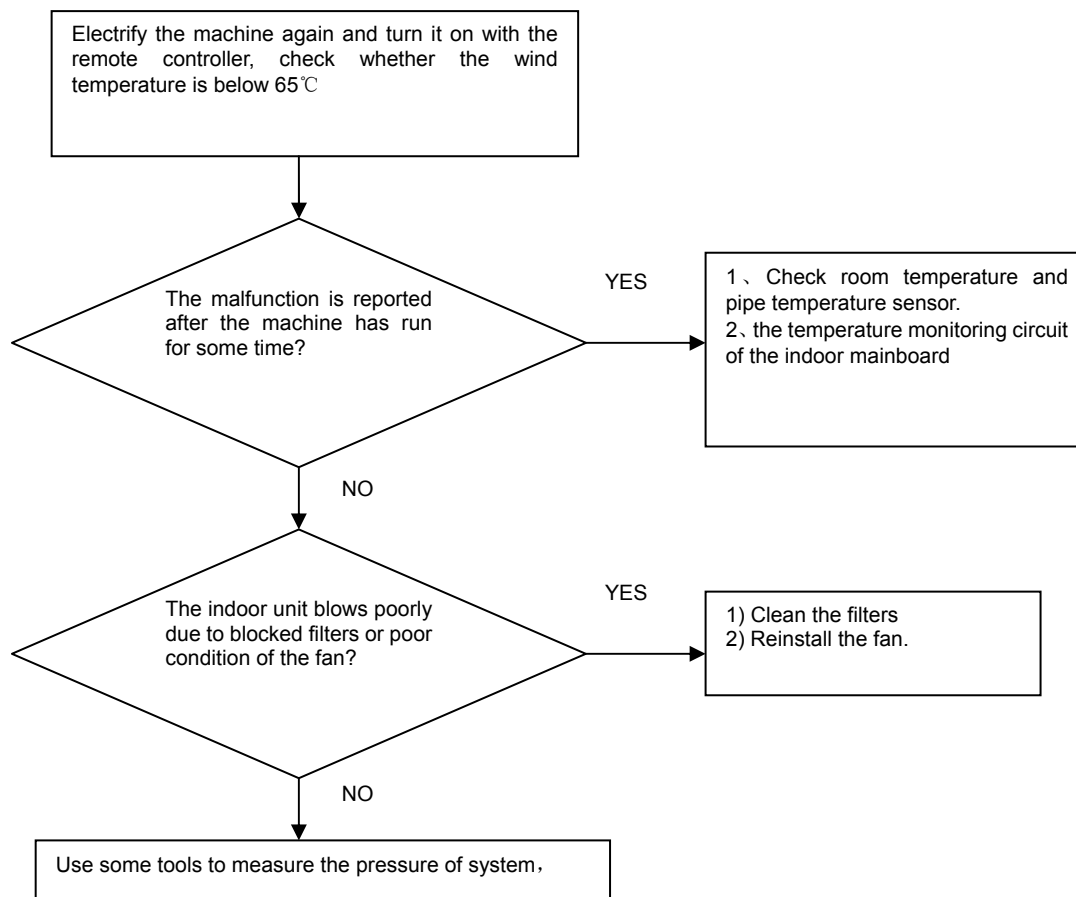 Electrify the machine again and turn it on with the
remote controller, check whether the wind
temperature is below 65℃
The malfunction is reported
after the machine has run
for some time?
YES
1、Check room temperature and
pipe temperature sensor.
2、the temperature monitoring circuit
of the indoor mainboard
NO
The indoor unit blows poorly
due to blocked filters or poor
condition of the fan?
YES
1) Clean the filters
2) Reinstall the fan.
NO
Use some tools to measure the pressure of system，